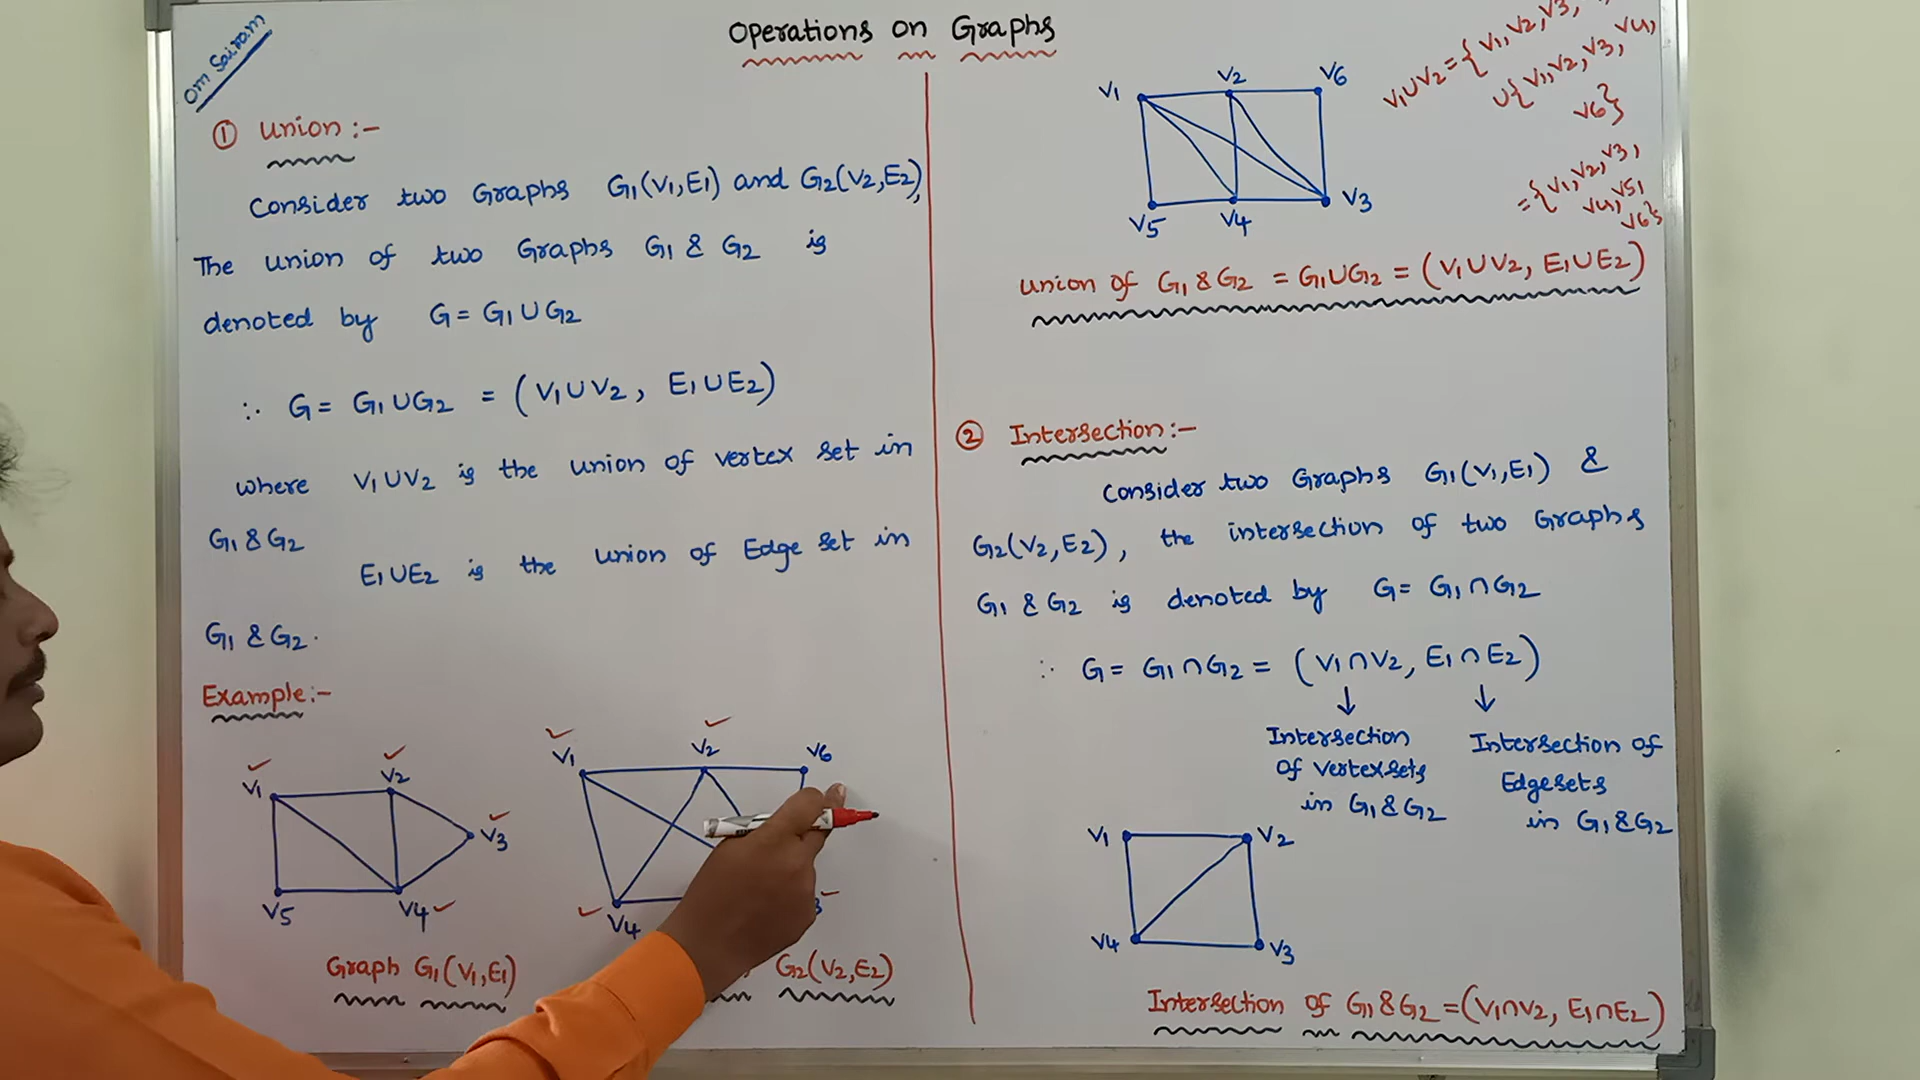 Om Sairam
Operations on Graphs
① Union :-
Consider two Graphs G1(V1,E1) and G2(V2,E2),
The union of two Graphs G1 & G2 is
denoted by G = G1 ∪ G2
∴ G = G1 ∪ G2 = (V1 ∪ V2, E1 ∪ E2)
where V1 ∪ V2 is the union of vertex set in
G1 & G2
E1 ∪ E2 is the union of Edge set in
G1 & G2.
Example:-
V1
V2
V3
V5
V4
Graph G1(V1,E1)
V1
V2
V6
V4
G2(V2,E2)
V1
V2
V6
V5
V4
V3
V1∪V2 = {V1, V2, V3,
V4,
∪{V1, V2, V3,
V6}
= {V1, V2, V3,
V4, V5,
V6}
Union of G1 & G2 = G1∪G2 = (V1∪V2, E1∪E2)
② Intersection:-
Consider two Graphs G1(V1,E1) &
G2(V2,E2), the intersection of two Graphs
G1 & G2 is denoted by G = G1 ∩ G2
∴ G = G1 ∩ G2 = (V1 ∩ V2, E1 ∩ E2)
↓ ↓
Intersection
of vertexsets
in G1 & G2
Intersection of
Edgesets
in G1 & G2
V1
V2
V4
V3
Intersection of G1 & G2 = (V1∩V2, E1∩E2)